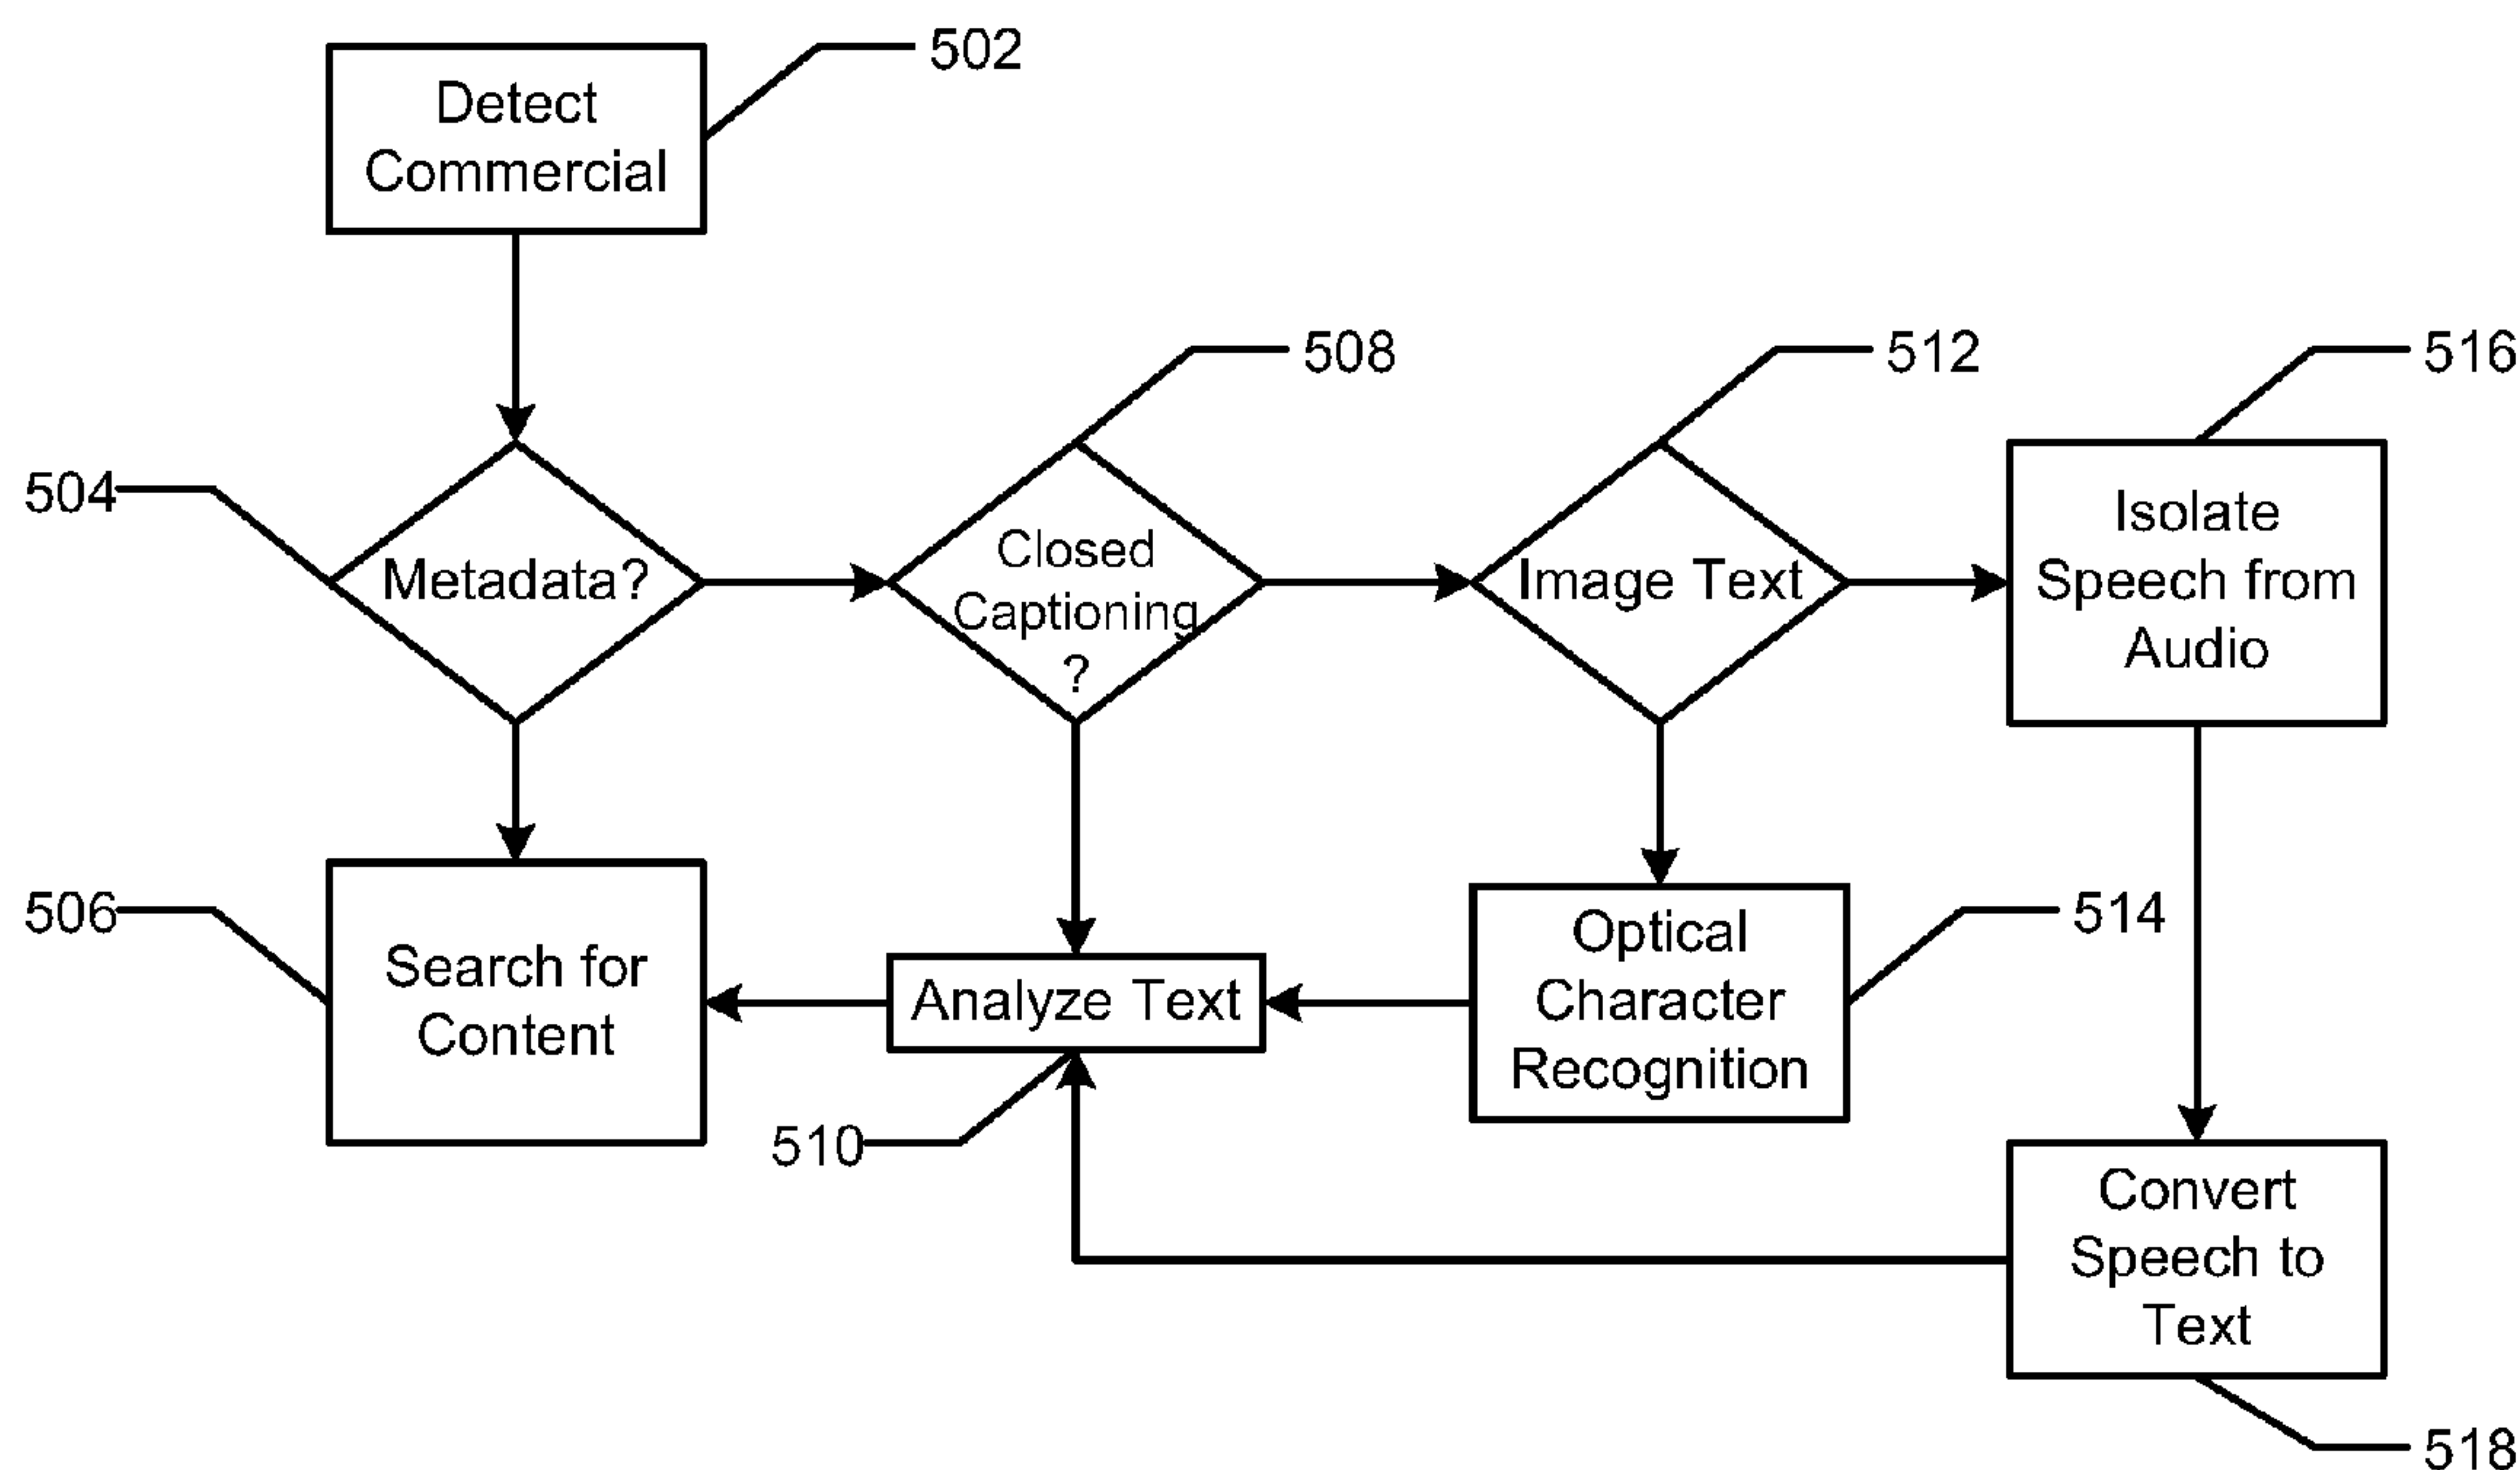 502
Detect
Commercial
508
512
516
504
Metadata?
Closed
Captioning
?
Image Text
Isolate
Speech from
Audio
506
Search for
Content
Analyze Text
510
Optical
Character
Recognition
514
Convert
Speech to
Text
518